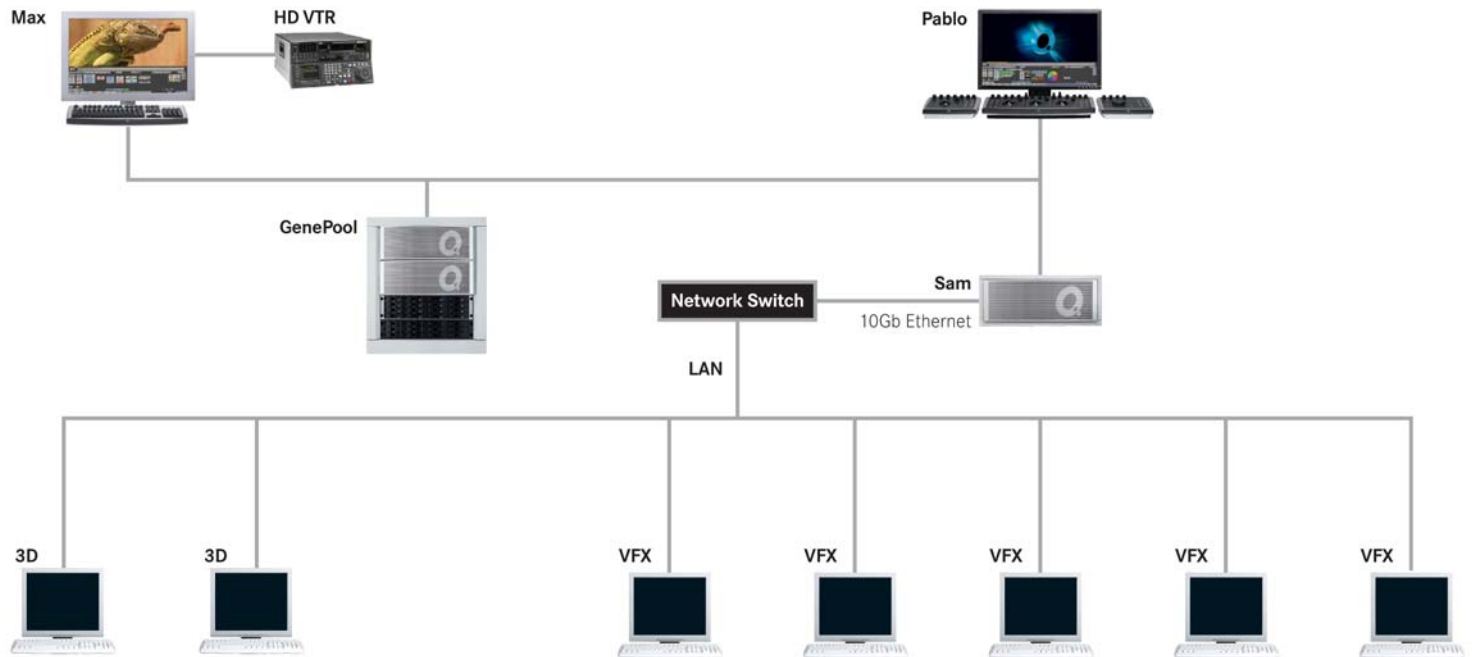 Max
HD VTR
Pablo
GenePool
Sam
Network Switch
10Gb Ethernet
LAN
3D
3D
VFX
VFX
VFX
VFX
VFX